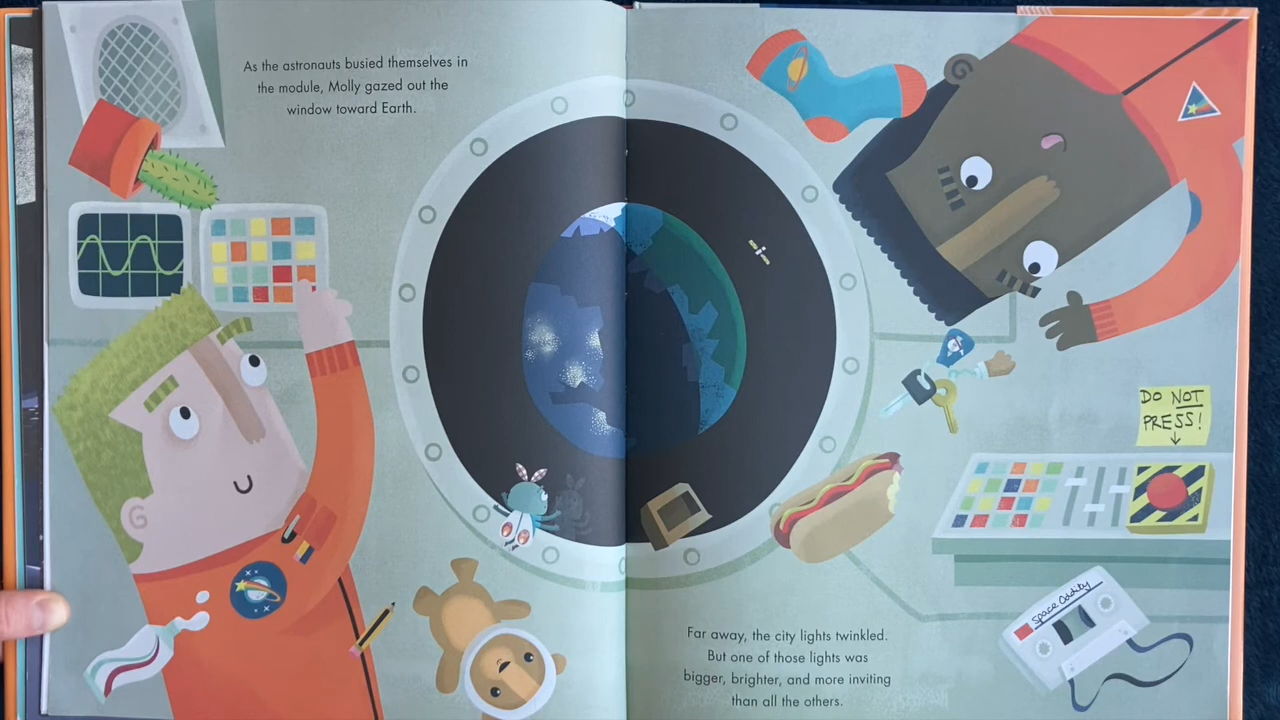 As the astronauts busied themselves in
the module, Molly gazed out the
window toward Earth.
DO NOT
PRESS!
Space Oddity
Far away, the city lights twinkled.
But one of those lights was
bigger, brighter, and more inviting
than all the others.